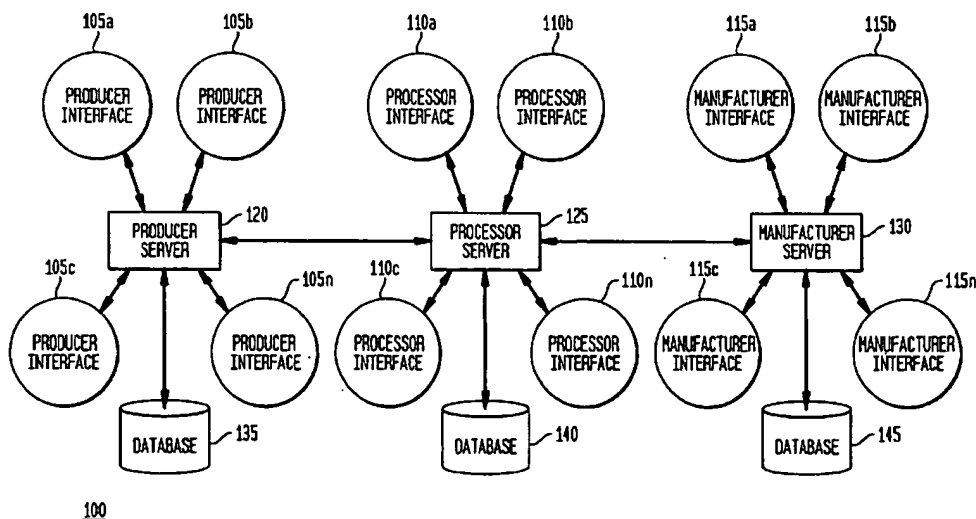 105a
105b
110a
110b
115a
115b
PRODUCER
INTERFACE
PRODUCER
INTERFACE
PROCESSOR
INTERFACE
PROCESSOR
INTERFACE
MANUFACTURER
INTERFACE
MANUFACTURER
INTERFACE
PRODUCER
SERVER
120
PROCESSOR
SERVER
125
MANUFACTURER
SERVER
130
105c
105n
110c
110n
115c
115n
PRODUCER
INTERFACE
PRODUCER
INTERFACE
PROCESSOR
INTERFACE
PROCESSOR
INTERFACE
MANUFACTURER
INTERFACE
MANUFACTURER
INTERFACE
DATABASE
135
DATABASE
140
DATABASE
145
100